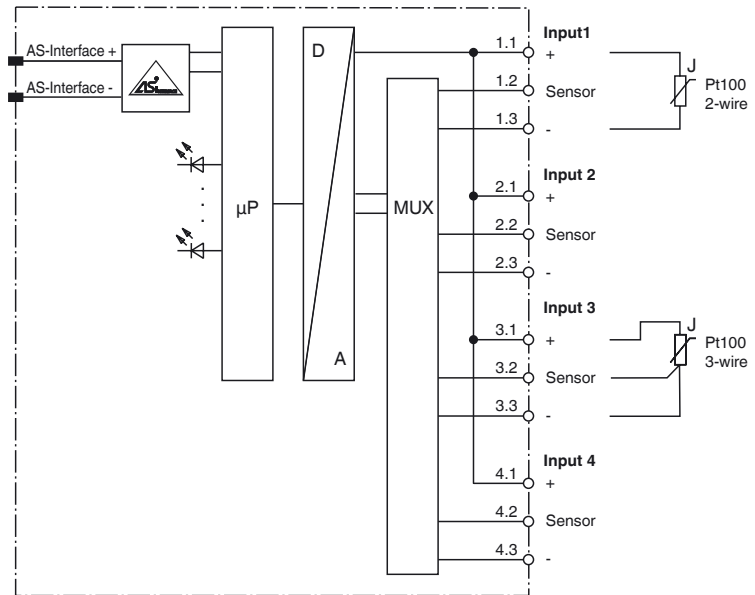 AS-Interface +
AS-Interface -
µP
D
A
MUX
Input1
1.1
+
1.2
Sensor
1.3
-
J
Pt100
2-wire
Input 2
2.1
+
2.2
Sensor
2.3
-
Input 3
3.1
+
3.2
Sensor
3.3
-
J
Pt100
3-wire
Input 4
4.1
+
4.2
Sensor
4.3
-